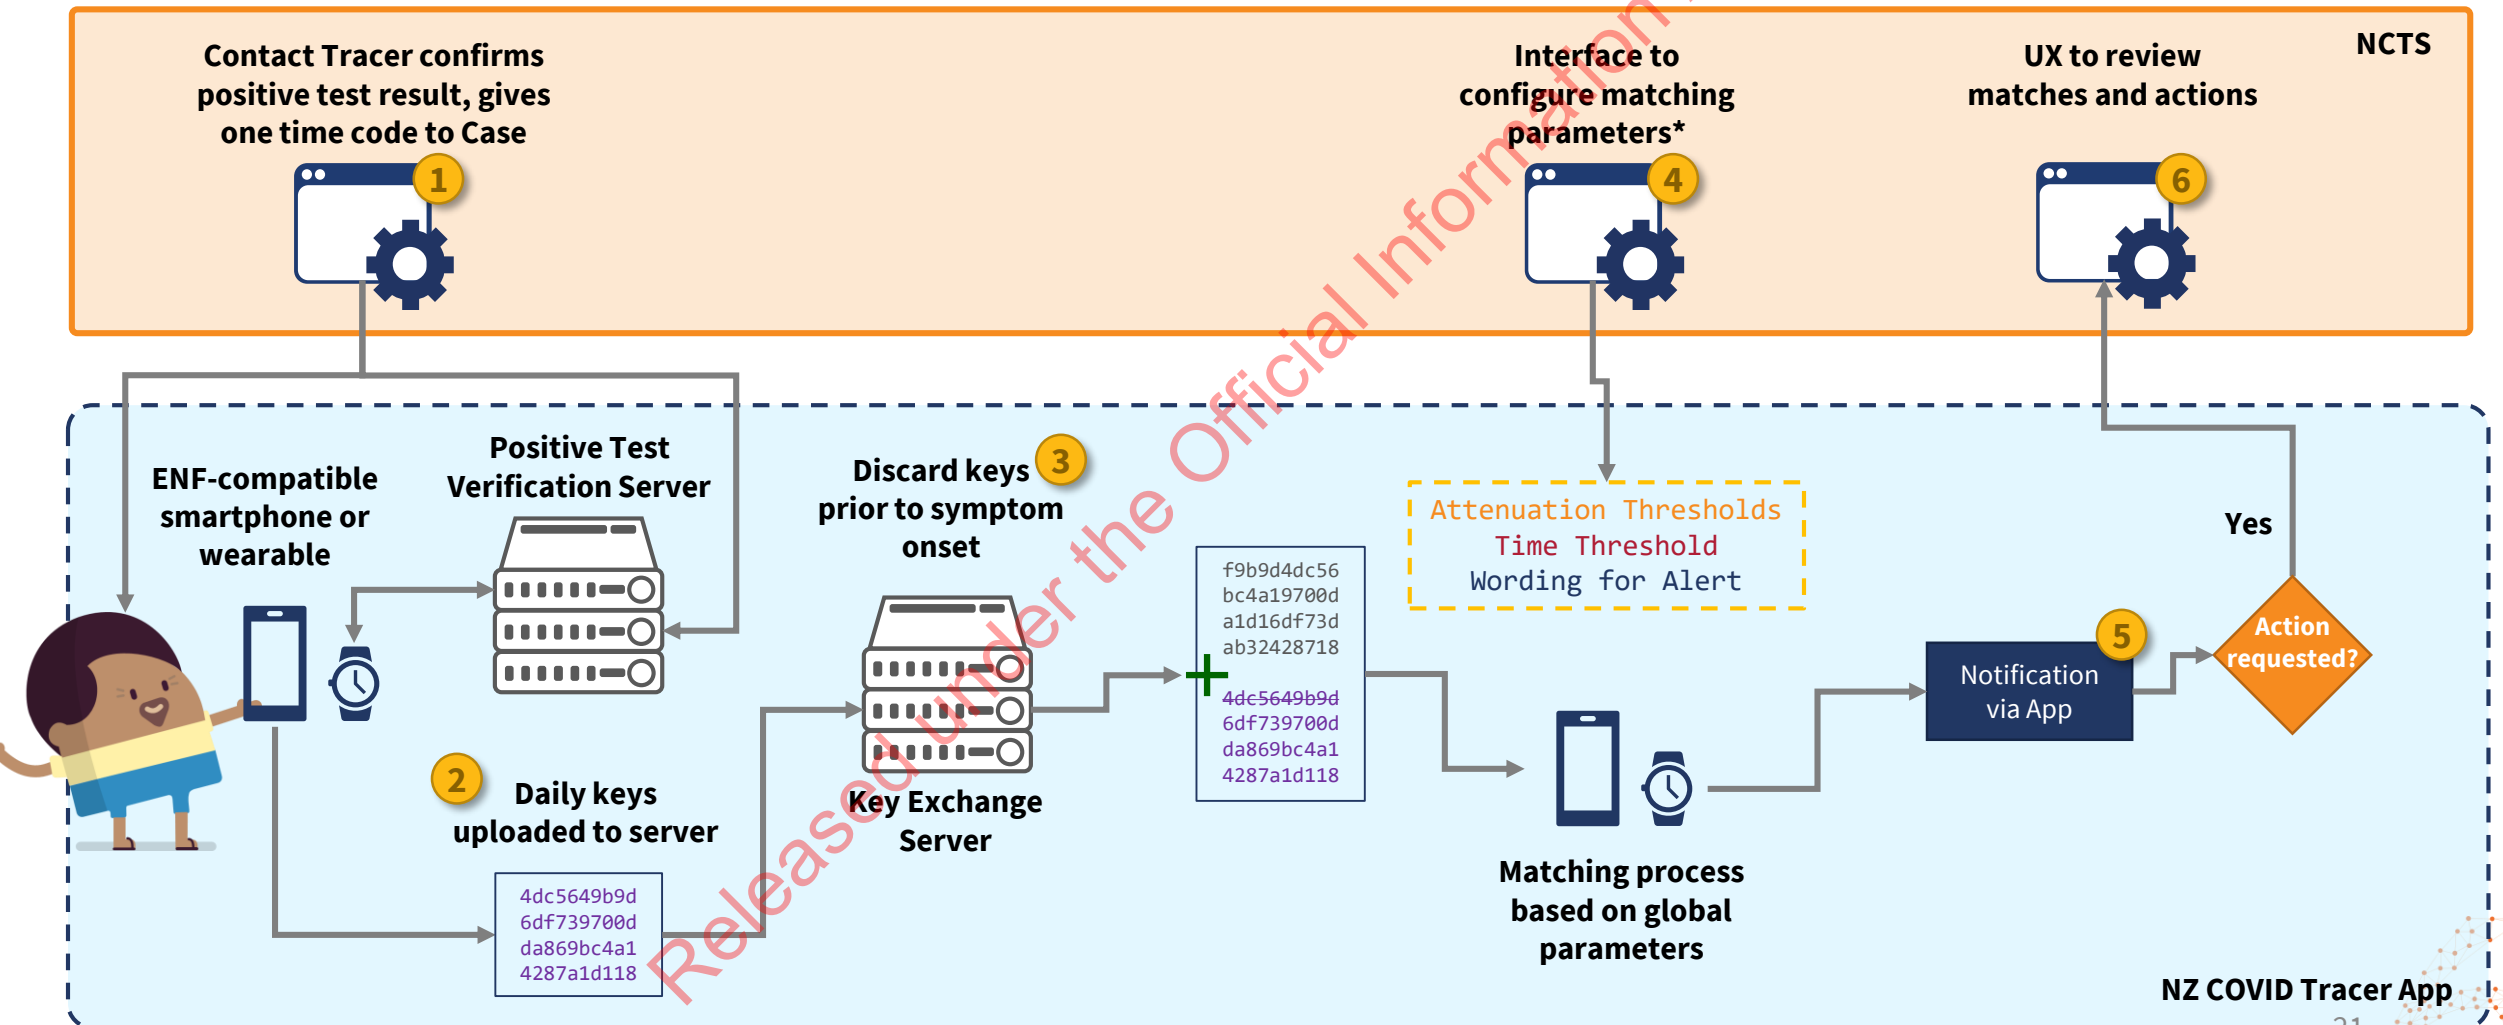 NCTS
Contact Tracer confirms
positive test result, gives
one time code to Case
1
Interface to
configure matching
parameters*
4
UX to review
matches and actions
6
ENF-compatible
smartphone or
wearable
Positive Test
Verification Server
Discard keys
prior to symptom
onset
3
f9b9d4dc56
bc4a19700d
a1d16df73d
ab32428718
4dc5649b9d
6df739700d
da869bc4a1
4287a1d118
Attenuation Thresholds
Time Threshold
Wording for Alert
Yes
Action
requested?
5
Notification
via App
2
Daily keys
uploaded to server
4dc5649b9d
6df739700d
da869bc4a1
4287a1d118
Key Exchange
Server
Matching process
based on global
parameters
NZ COVID Tracer App
Released under the Official Information